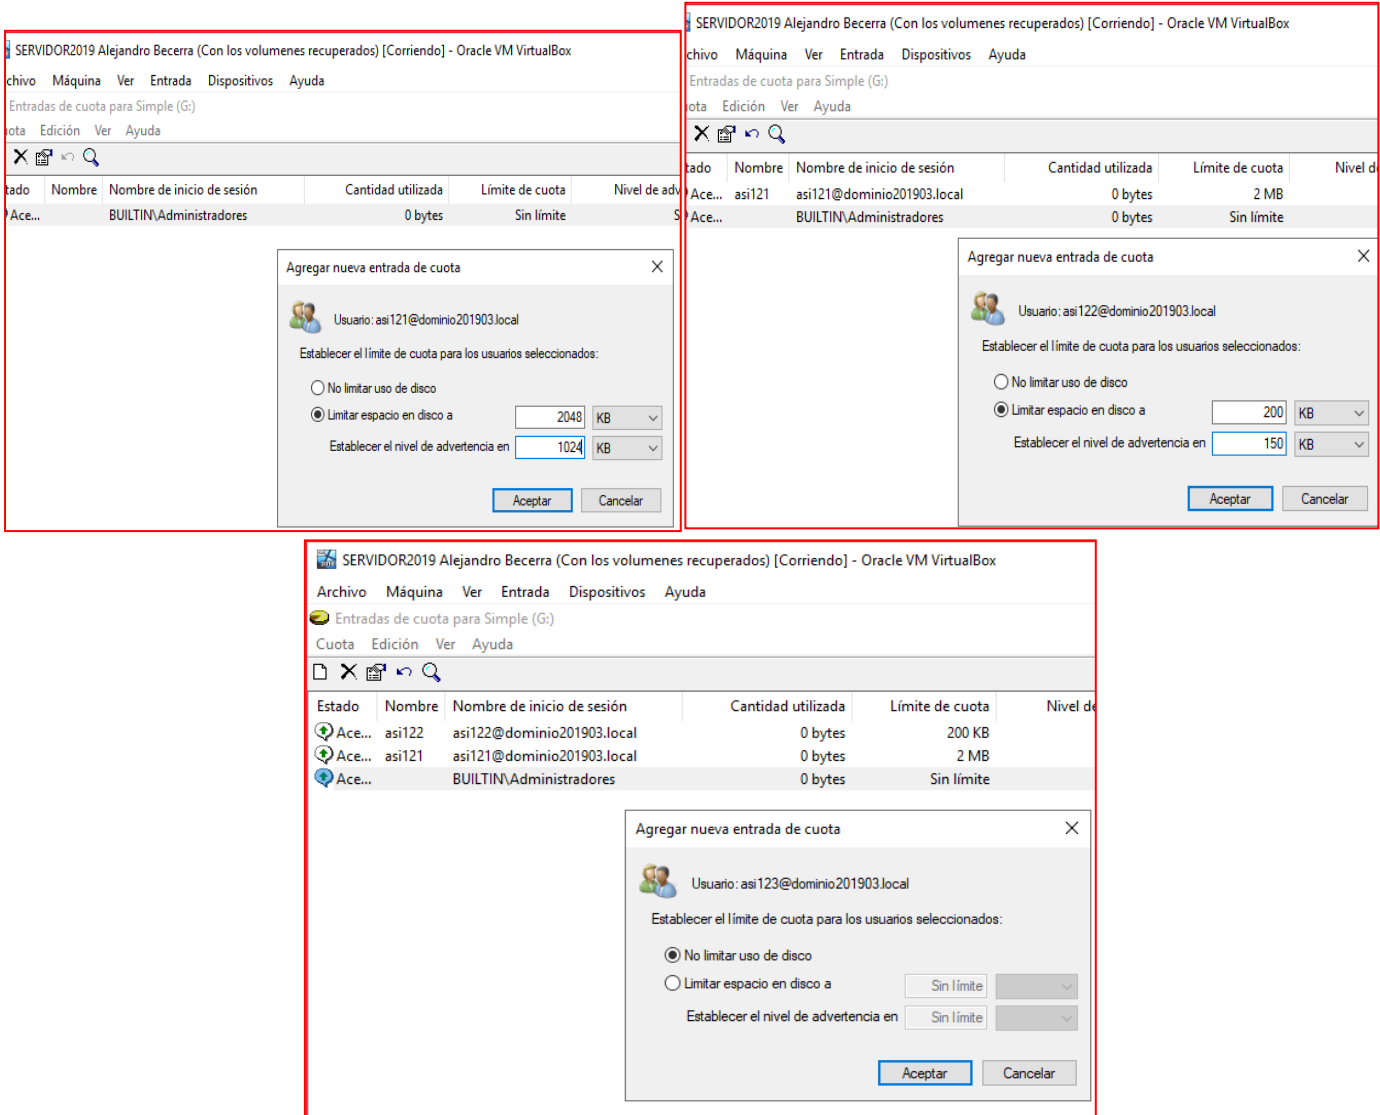 SERVIDOR2019 Alejandro Becerra (Con los volumenes recuperados) [Corriendo] - Oracle VM VirtualBox
chivo Máquina Ver Entrada Dispositivos Ayuda
Entradas de cuota para Simple (G:)
iota Edición Ver Ayuda
tado Nombre Nombre de inicio de sesión Cantidad utilizada Límite de cuota Nivel de adv
Ace... BUILTIN\Administradores 0 bytes Sin límite S
Agregar nueva entrada de cuota
Usuario: asi121@dominio201903.local
Establecer el límite de cuota para los usuarios seleccionados:
No limitar uso de disco
Limitar espacio en disco a 2048 KB
Establecer el nivel de advertencia en 1024 KB
Aceptar Cancelar
SERVIDOR2019 Alejandro Becerra (Con los volumenes recuperados) [Corriendo] - Oracle VM VirtualBox
chivo Máquina Ver Entrada Dispositivos Ayuda
Entradas de cuota para Simple (G:)
iota Edición Ver Ayuda
tado Nombre Nombre de inicio de sesión Cantidad utilizada Límite de cuota Nivel d
Ace... asi121 asi121@dominio201903.local 0 bytes 2 MB
Ace... BUILTIN\Administradores 0 bytes Sin límite
Agregar nueva entrada de cuota
Usuario: asi122@dominio201903.local
Establecer el límite de cuota para los usuarios seleccionados:
No limitar uso de disco
Limitar espacio en disco a 200 KB
Establecer el nivel de advertencia en 150 KB
Aceptar Cancelar
SERVIDOR2019 Alejandro Becerra (Con los volumenes recuperados) [Corriendo] - Oracle VM VirtualBox
Archivo Máquina Ver Entrada Dispositivos Ayuda
Entradas de cuota para Simple (G:)
Cuota Edición Ver Ayuda
Estado Nombre Nombre de inicio de sesión Cantidad utilizada Límite de cuota Nivel de
Ace... asi122 asi122@dominio201903.local 0 bytes 200 KB
Ace... asi121 asi121@dominio201903.local 0 bytes 2 MB
Ace... BUILTIN\Administradores 0 bytes Sin límite
Agregar nueva entrada de cuota
Usuario: asi123@dominio201903.local
Establecer el límite de cuota para los usuarios seleccionados:
No limitar uso de disco
Limitar espacio en disco a Sin límite
Establecer el nivel de advertencia en Sin límite
Aceptar Cancelar